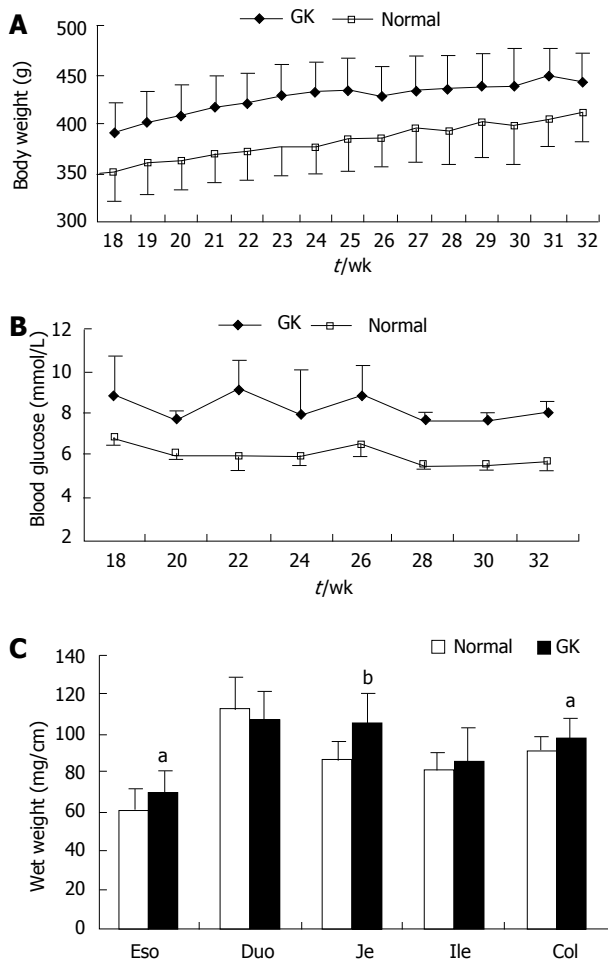 A
GK Normal
Body weight (g)
500
450
400
350
300
18 19 20 21 22 23 24 25 26 27 28 29 30 31 32
t/wk
B
GK Normal
Blood glucose (mmol/L)
12
10
8
6
4
2
18 20 22 24 26 28 30 32
t/wk
C
Normal GK
Wet weight (mg/cm)
140
120
100
80
60
40
20
0
a
b
a
Eso Duo Je Ile Col